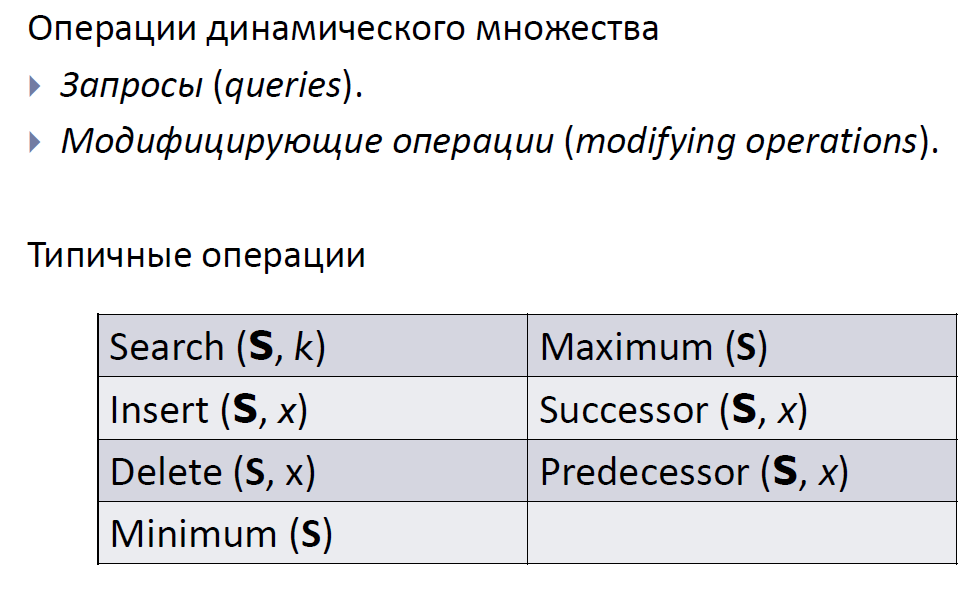 Операции динамического множества
Запросы (queries).
Модифицирующие операции (modifying operations).
Типичные операции
Search (S, k)
Maximum (S)
Insert (S, x)
Successor (S, x)
Delete (S, x)
Predecessor (S, x)
Minimum (S)